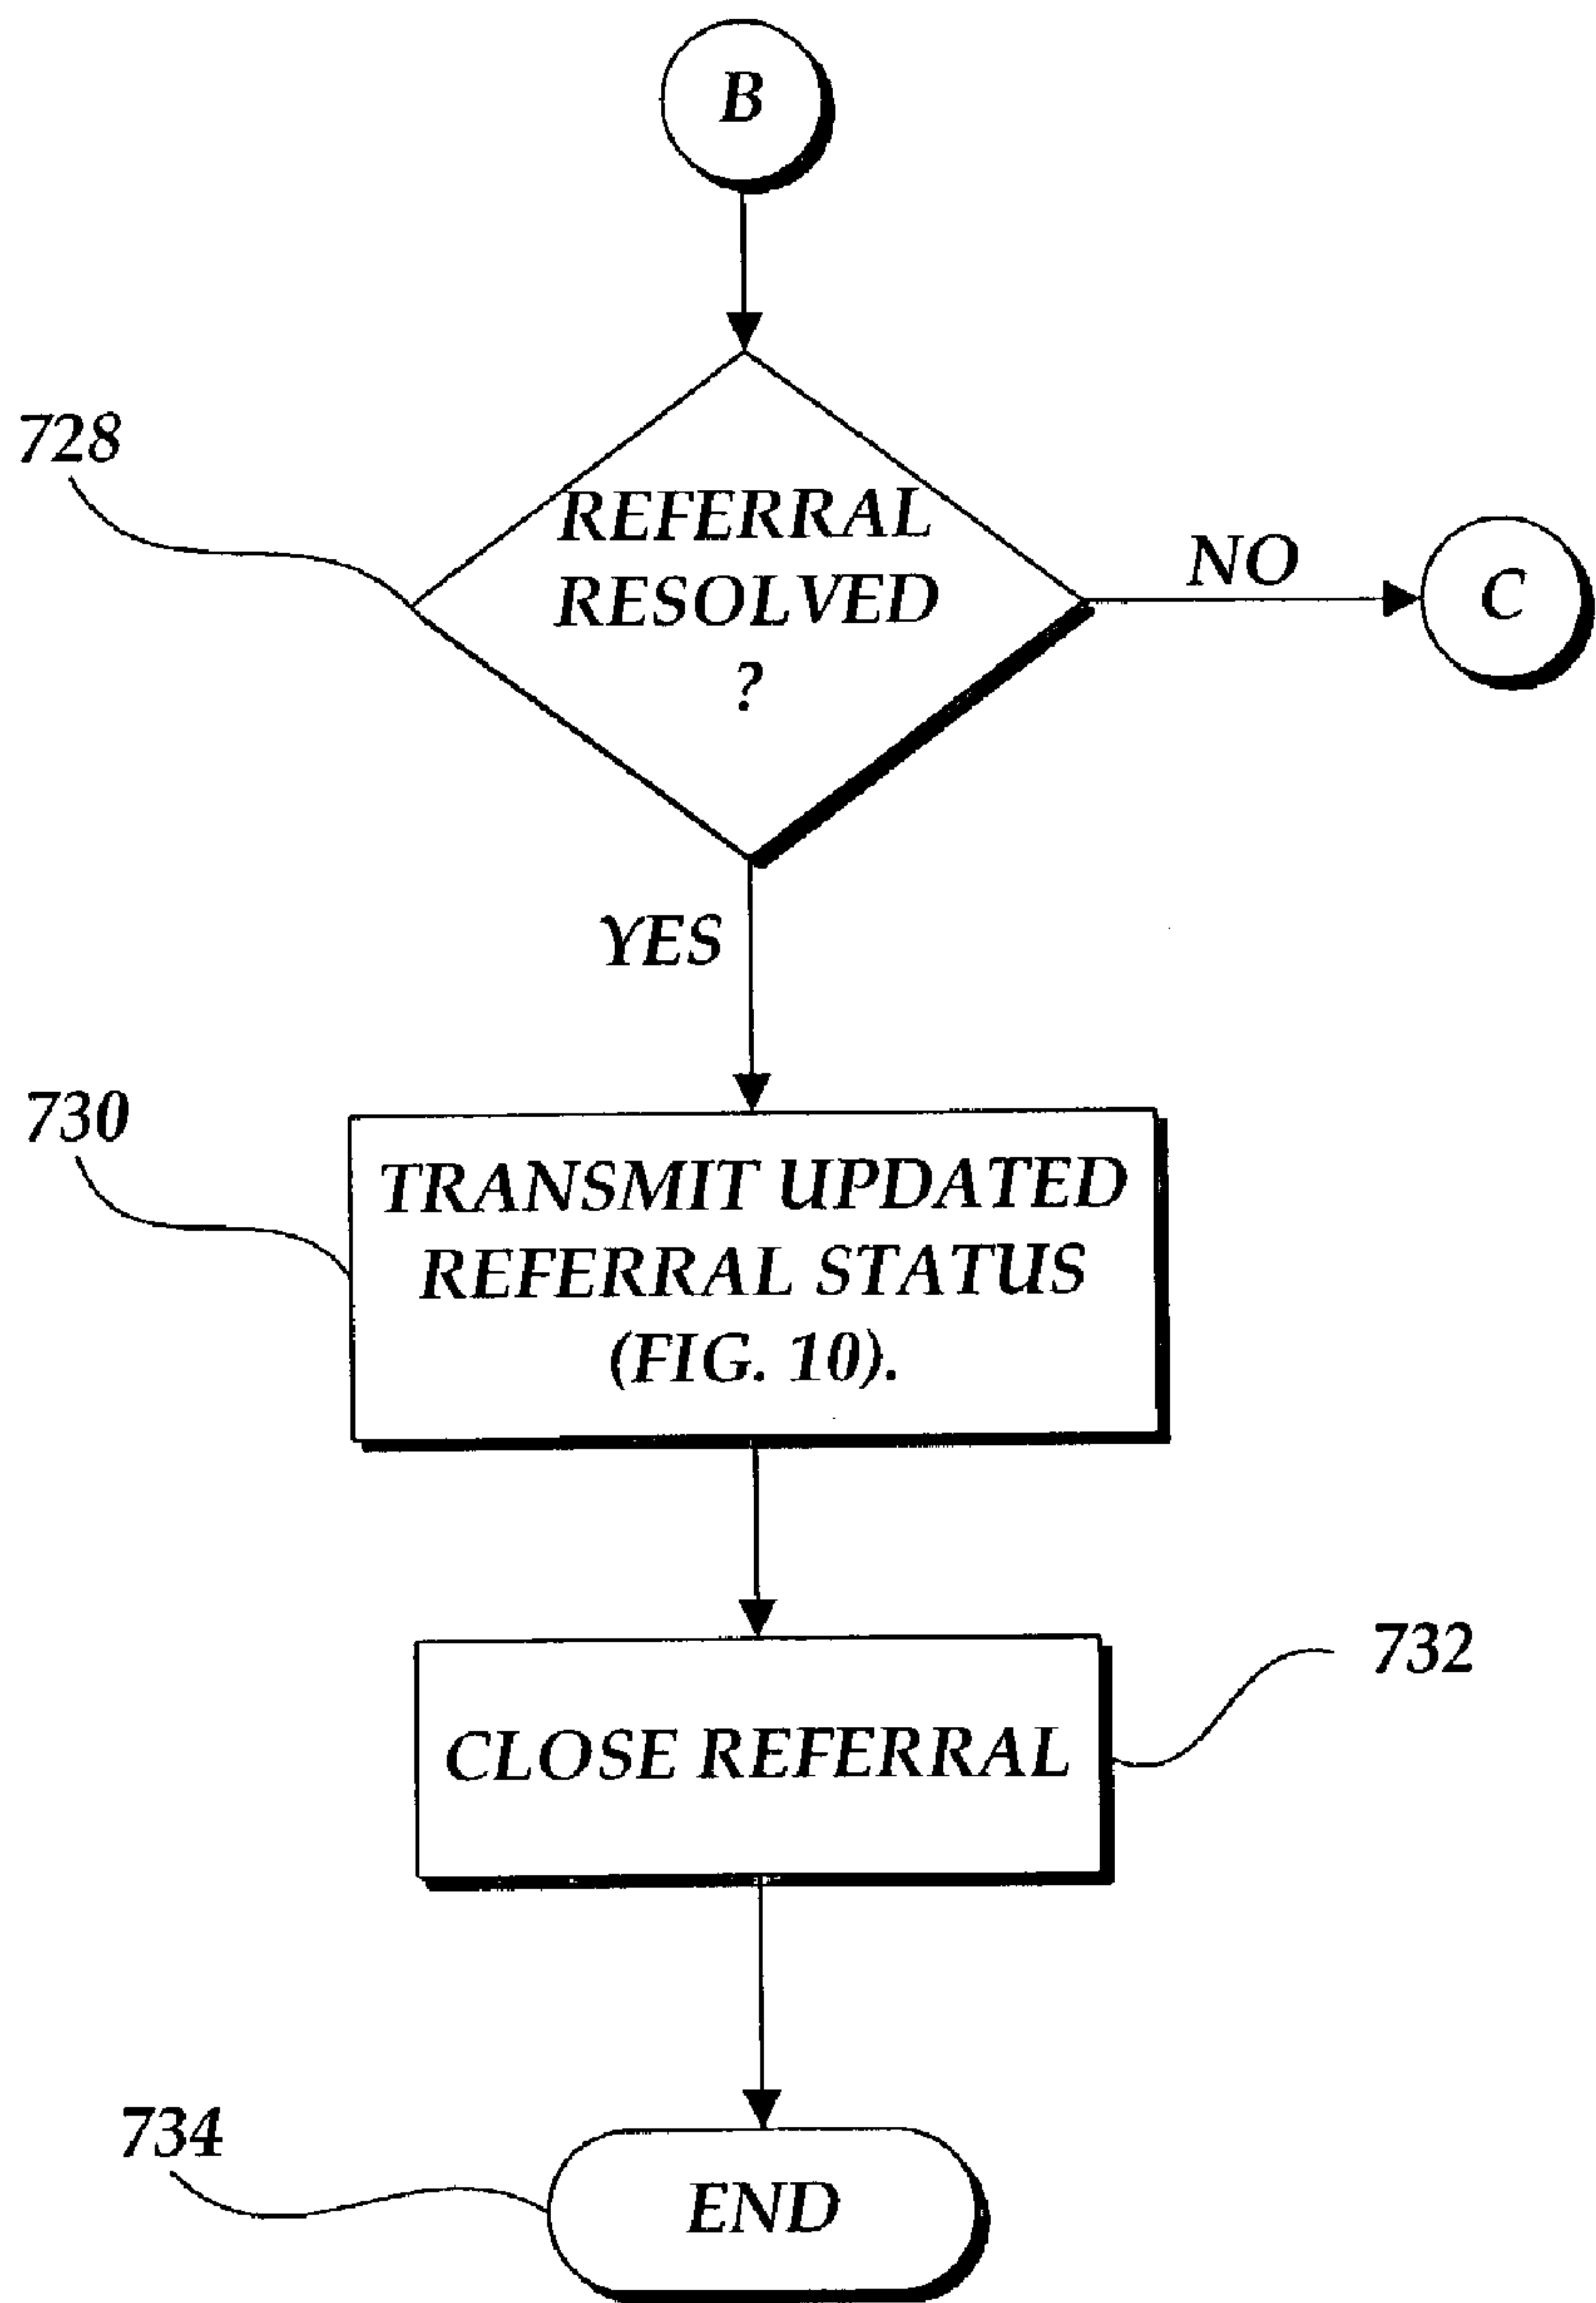 B
728
REFERRAL
RESOLVED
?
NO
C
YES
730
TRANSMIT UPDATED
REFERRAL STATUS
(FIG. 10).
732
CLOSE REFERRAL
734
END